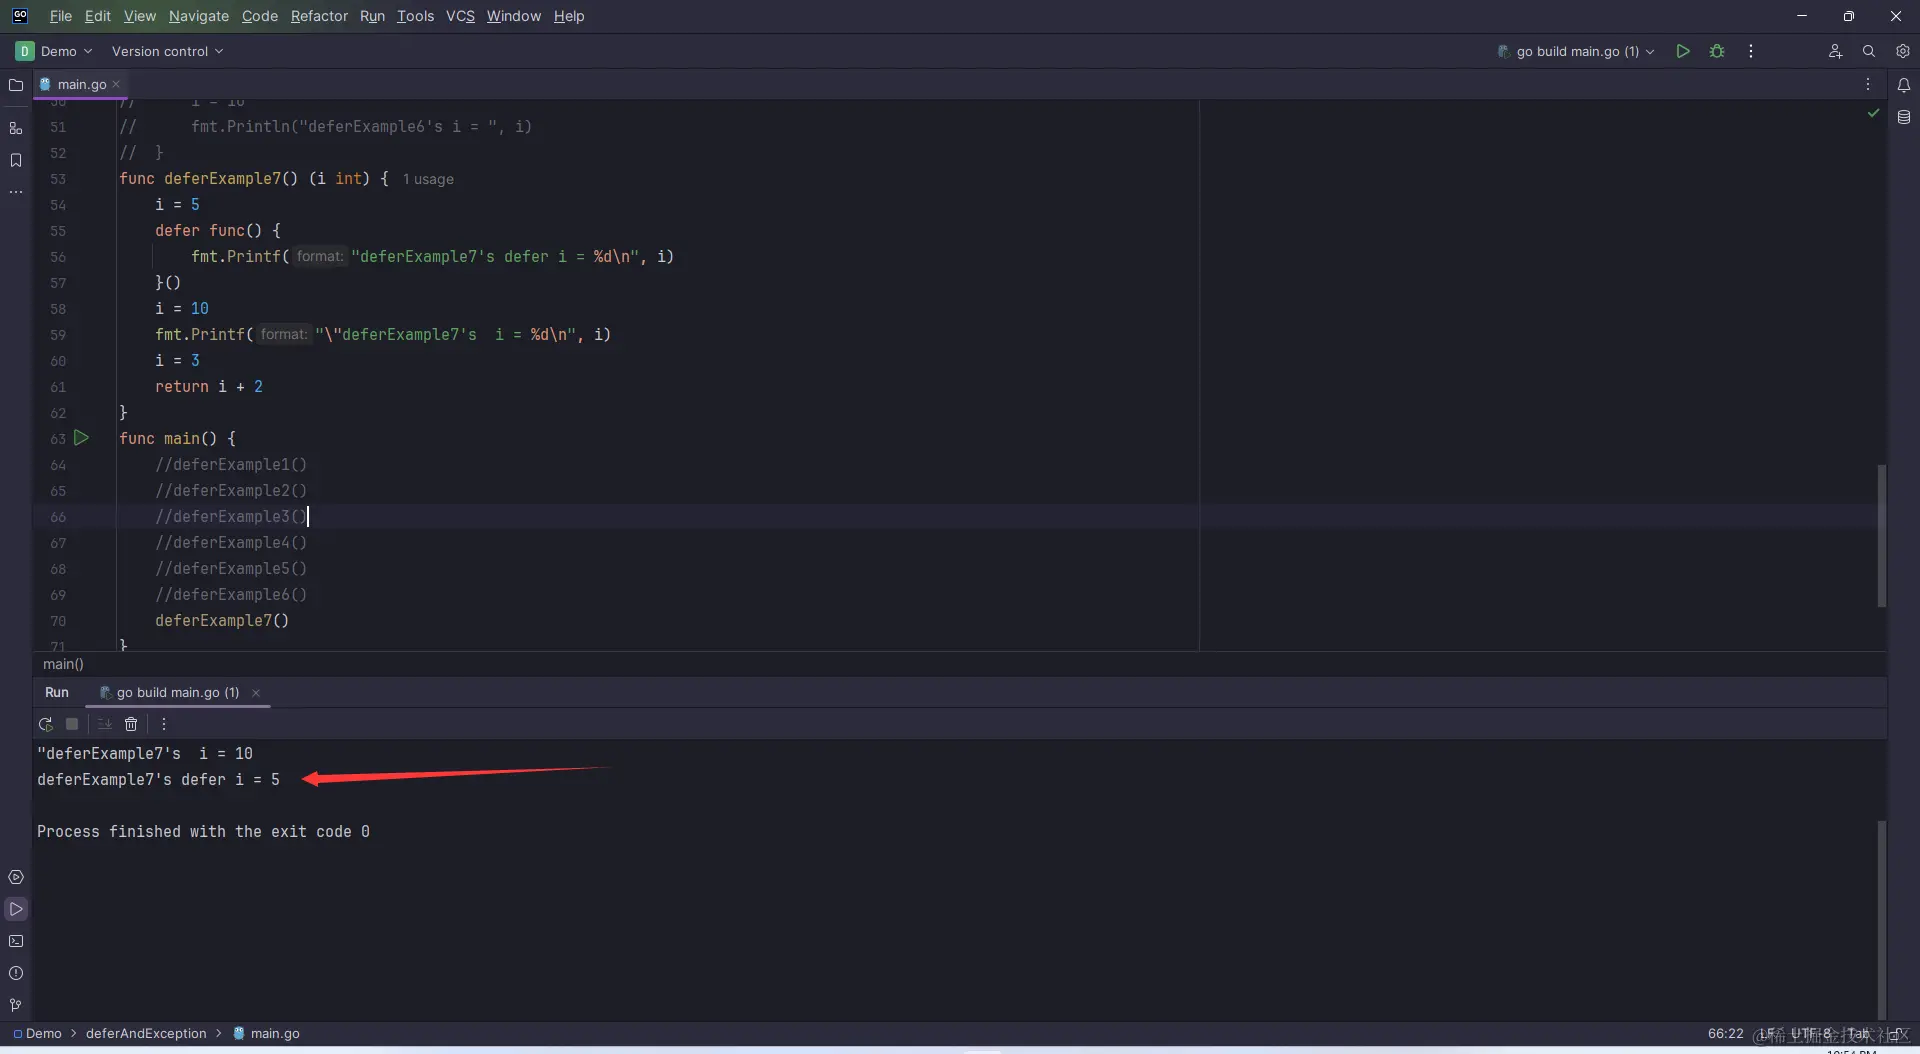 GO File Edit View Navigate Code Refactor Run Tools VCS Window Help
D Demo Version control go build main.go (1)
main.go
50 // i = 10
51 // fmt.Println("deferExample6's i = ", i)
52 // }
53 func deferExample7() (i int) { 1 usage
54 i = 5
55 defer func() {
56 fmt.Printf( format: "deferExample7's defer i = %d\n", i)
57 }()
58 i = 10
59 fmt.Printf( format: "\"deferExample7's  i = %d\n", i)
60 i = 3
61 return i + 2
62 }
63 func main() {
64 //deferExample1()
65 //deferExample2()
66 //deferExample3()
67 //deferExample4()
68 //deferExample5()
69 //deferExample6()
70 deferExample7()
71 }
main()
Run go build main.go (1)
"deferExample7's  i = 10
deferExample7's defer i = 5
Process finished with the exit code 0
Demo > deferAndException > main.go 66:22 LF UTF-8 Tab
@稀土掘金技术社区